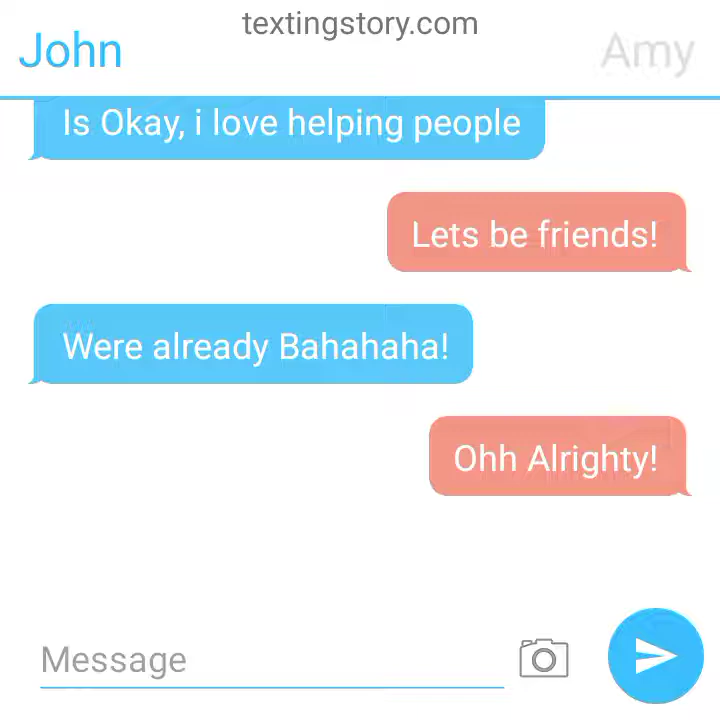 textingstory.com
John
Amy
Is Okay, i love helping people
Lets be friends!
Were already Bahahaha!
Ohh Alrighty!
Message